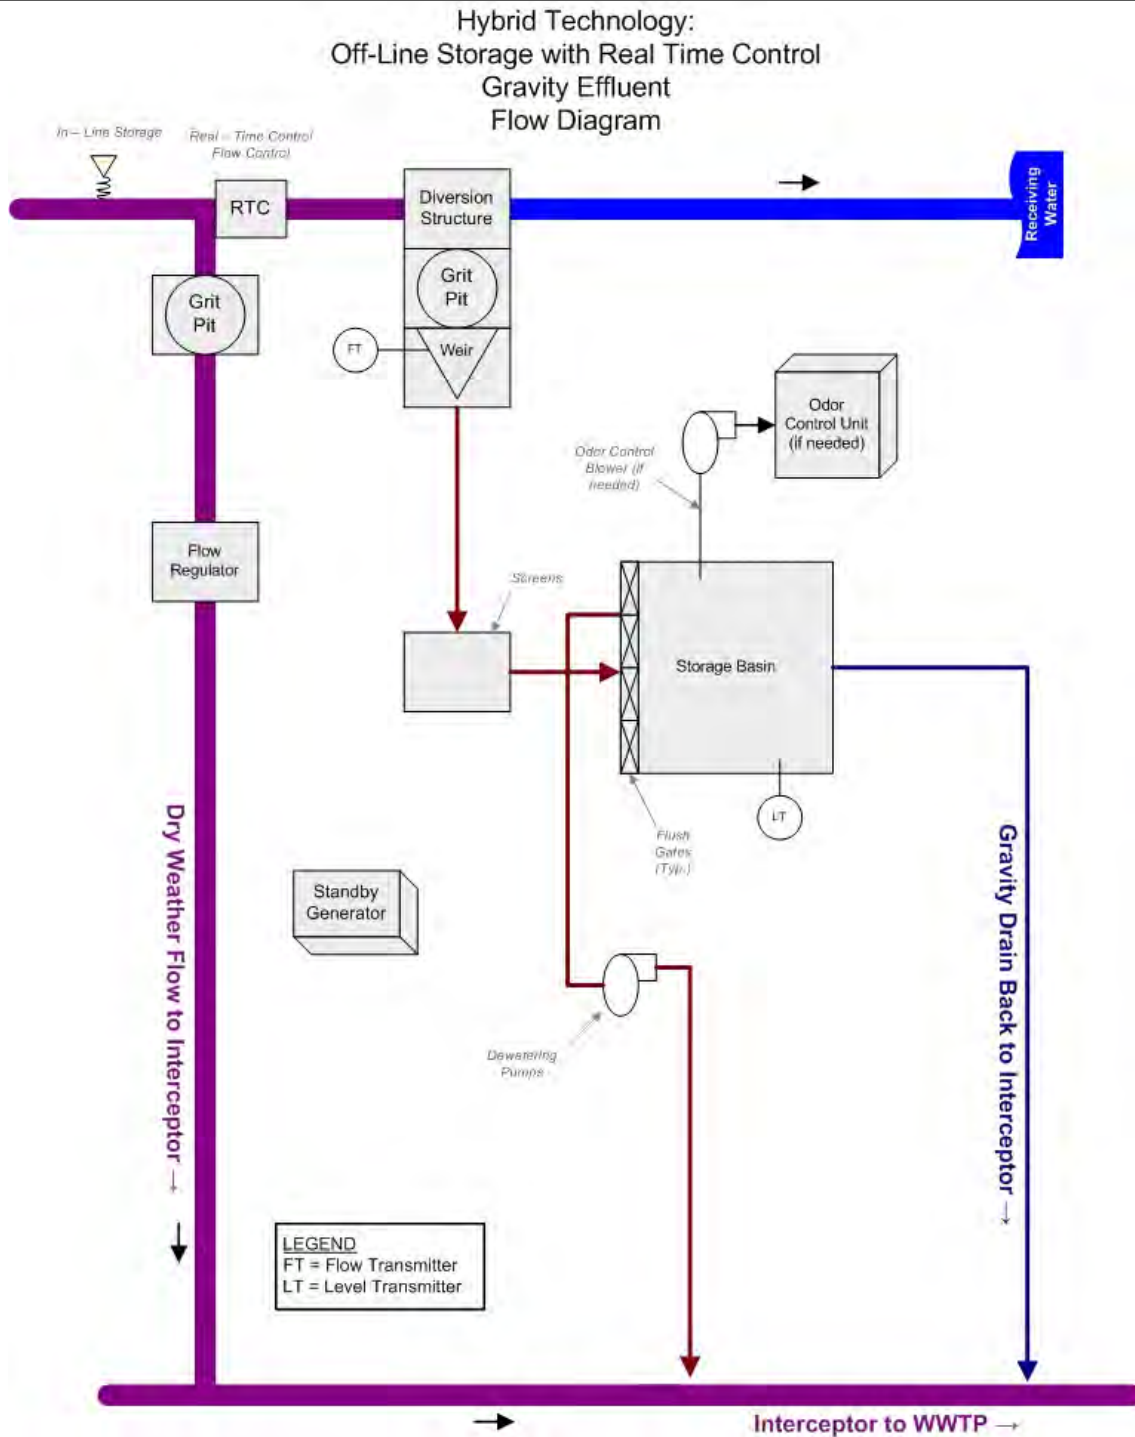 Hybrid Technology:
Off-Line Storage with Real Time Control
Gravity Effluent
Flow Diagram
In – Line Storage
Real – Time Control
Flow Control
RTC
Diversion
Structure
Receiving
Water
Grit
Pit
Grit
Pit
FT
Weir
Odor
Control Unit
(if needed)
Odor Control
Blower (if
needed)
Flow
Regulator
Screens
Storage Basin
LT
Flush
Gates
(Typ.)
Standby
Generator
Dry Weather Flow to Interceptor →
Gravity Drain Back to Interceptor →
Dewatering
Pumps
LEGEND
FT = Flow Transmitter
LT = Level Transmitter
Interceptor to WWTP →